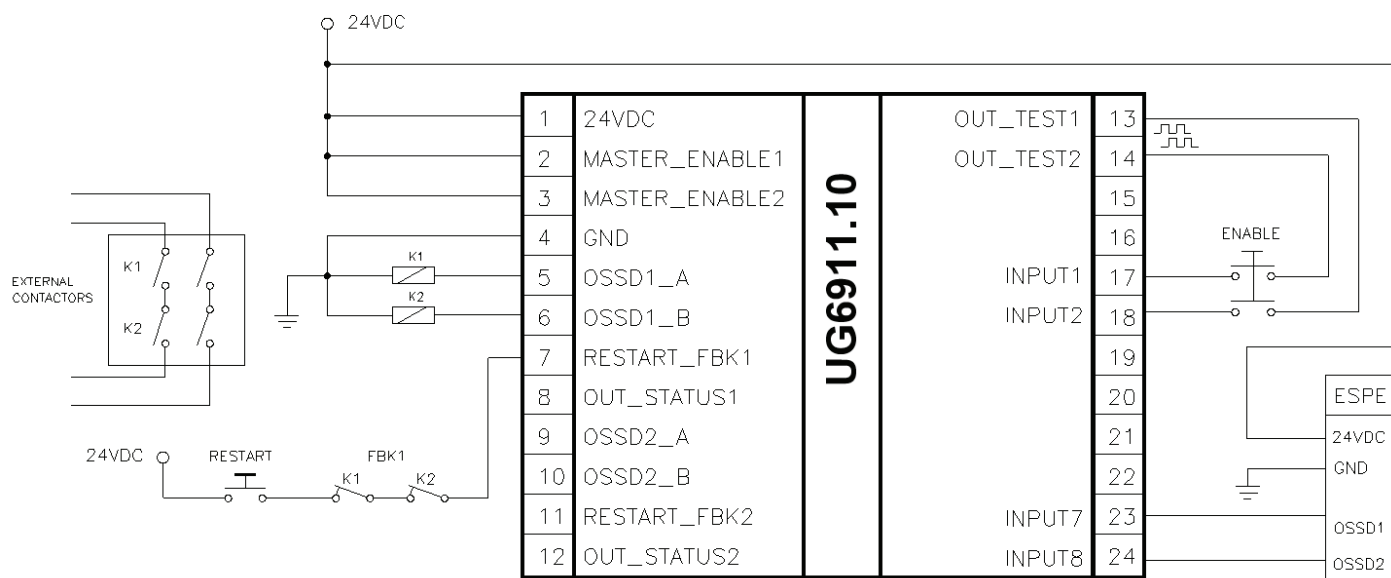 24VDC
1 24VDC
2 MASTER_ENABLE1
3 MASTER_ENABLE2
4 GND
5 OSSD1_A
6 OSSD1_B
7 RESTART_FBK1
8 OUT_STATUS1
9 OSSD2_A
10 OSSD2_B
11 RESTART_FBK2
12 OUT_STATUS2
UG6911.10
OUT_TEST1 13
OUT_TEST2 14
15
16
INPUT1 17
INPUT2 18
19
20
21
22
INPUT7 23
INPUT8 24
K1
K2
EXTERNAL
CONTACTORS
K1
K2
24VDC
RESTART
FBK1
K1
K2
ENABLE
ESPE
24VDC
GND
OSSD1
OSSD2